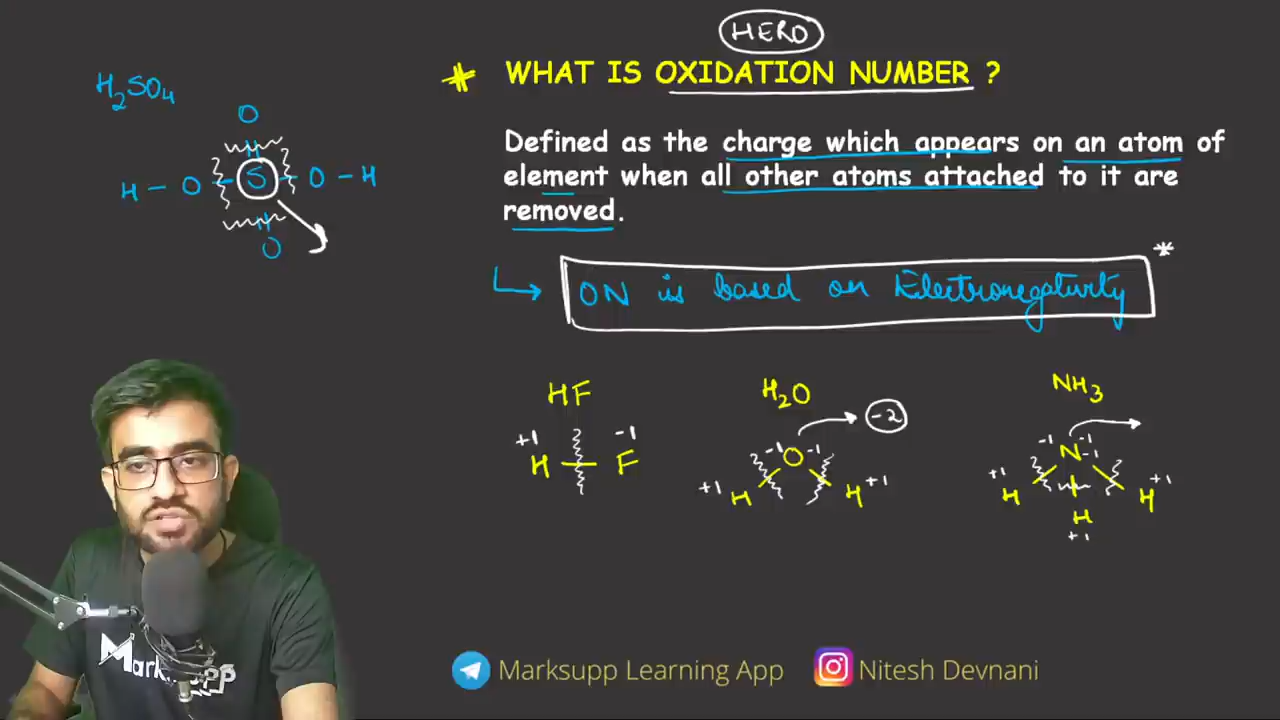 HERO
* WHAT IS OXIDATION NUMBER ?
H2SO4
O
H - O - S - O - H
O
Defined as the charge which appears on an atom of
element when all other atoms attached to it are
removed.
ON is based on Electronegativity *
HF
+1 -1
H - F
H2O
-2
-1 O -1
+1 H H +1
NH3
-1 N -1 -1
+1 H H +1
H
+1
Marksupp
Marksupp Learning App
Nitesh Devnani